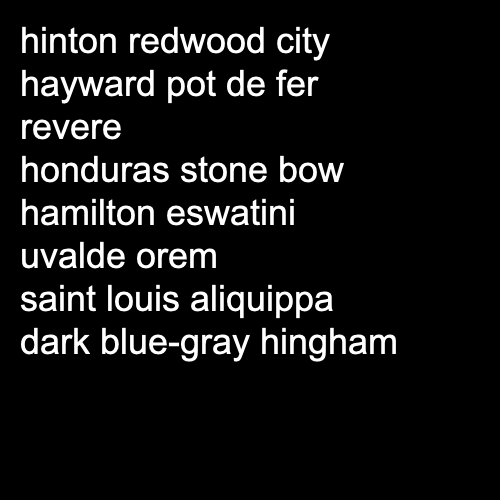 hinton redwood city
hayward pot de fer
revere
honduras stone bow
hamilton eswatini
uvalde orem
saint louis aliquippa
dark blue-gray hingham